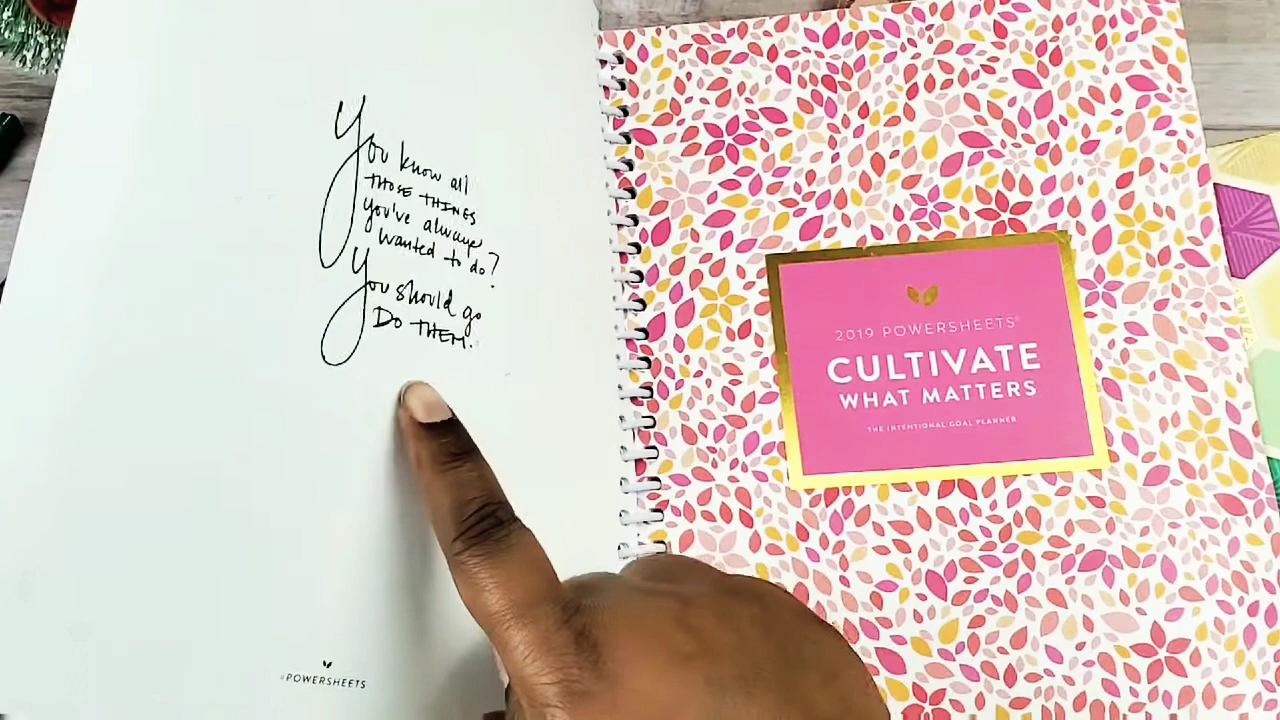 You know all
THOSE THINGS
you've always
wanted to do?
You should go
DO THEM.
#POWERSHEETS
2019 POWERSHEETS®
CULTIVATE
WHAT MATTERS
THE INTENTIONAL GOAL PLANNER